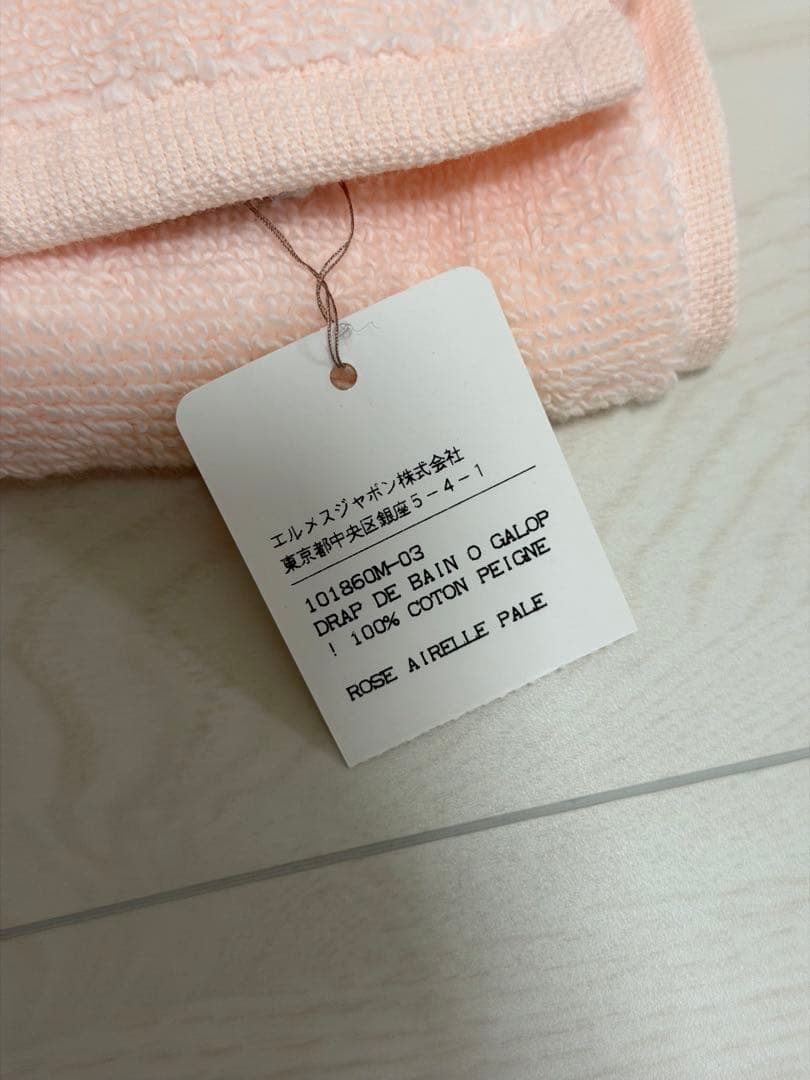 エルメスジャポン株式会社
東京都中央区銀座5-4-1
101860M-03
DRAP DE BAIN O GALOP
! 100% COTON PEIGNE
ROSE AIRELLE PALE